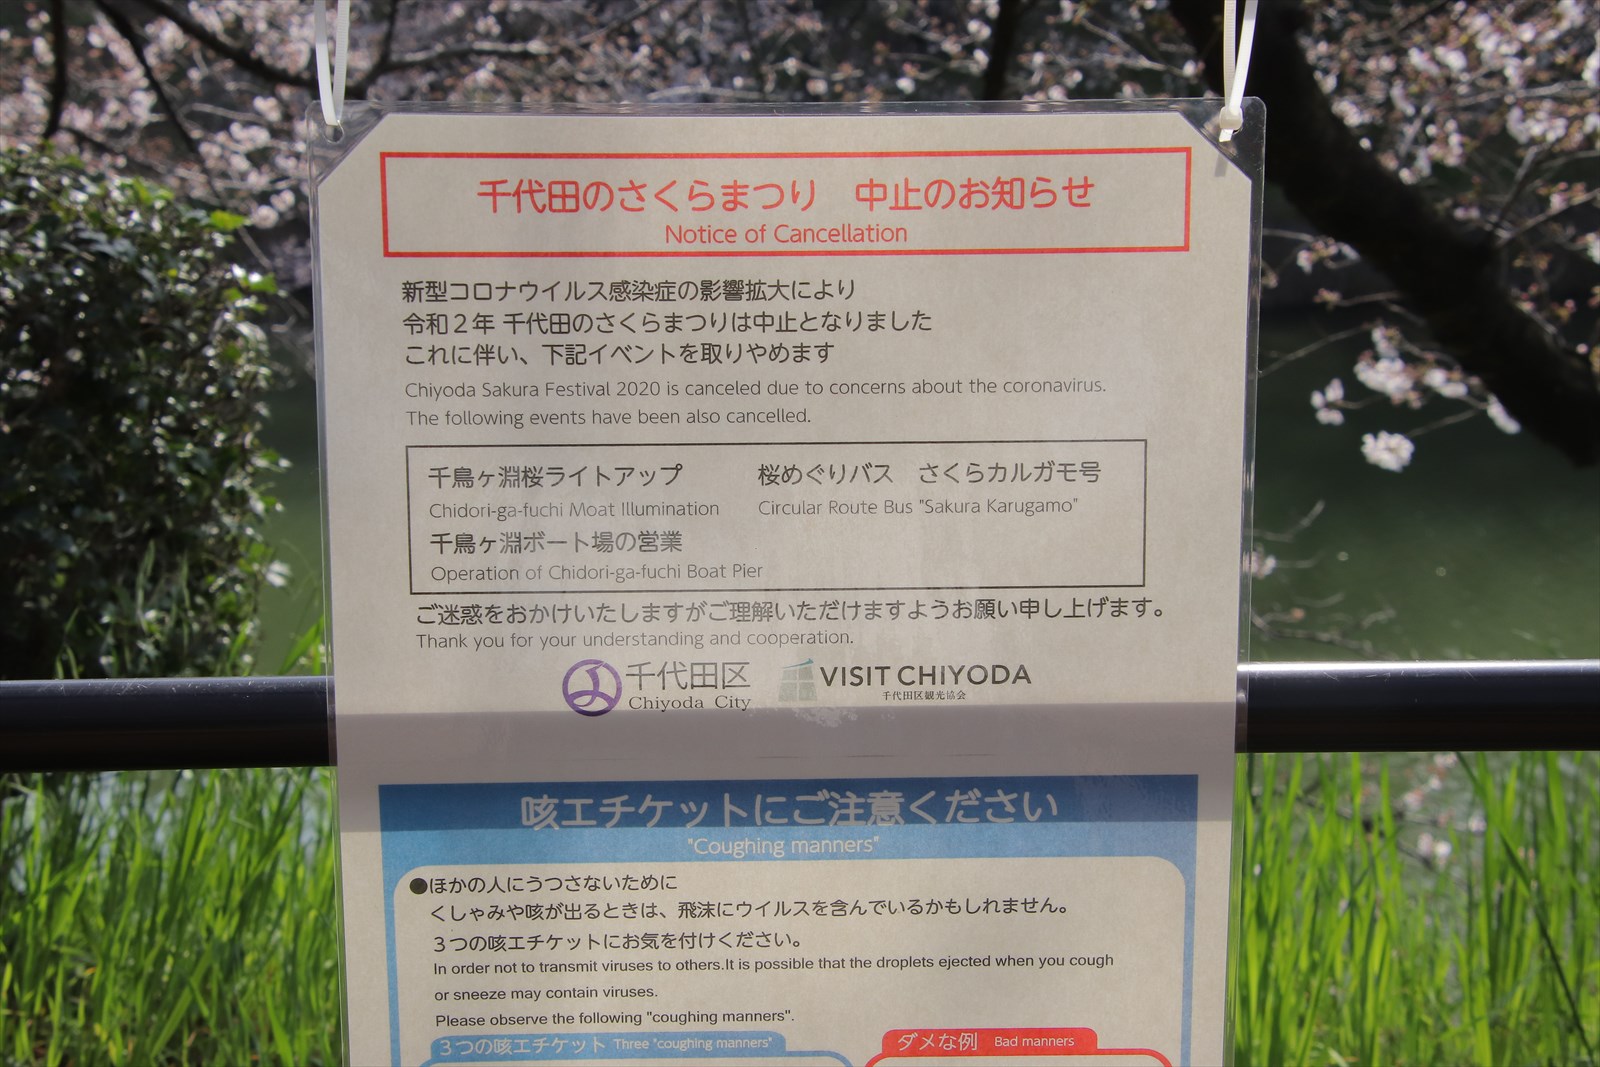 千代田のさくらまつり　中止のお知らせ
Notice of Cancellation
新型コロナウイルス感染症の影響拡大により
令和２年 千代田のさくらまつりは中止となりました
これに伴い、下記イベントを取りやめます
Chiyoda Sakura Festival 2020 is canceled due to concerns about the coronavirus.
The following events have been also cancelled.
千鳥ヶ淵桜ライトアップ　桜めぐりバス　さくらカルガモ号
Chidori-ga-fuchi Moat Illumination　Circular Route Bus "Sakura Karugamo"
千鳥ヶ淵ボート場の営業
Operation of Chidori-ga-fuchi Boat Pier
ご迷惑をおかけいたしますがご理解いただけますようお願い申し上げます。
Thank you for your understanding and cooperation.
千代田区　VISIT CHIYODA
Chiyoda City　千代田区観光協会
咳エチケットにご注意ください
"Coughing manners"
●ほかの人にうつさないために
くしゃみや咳が出るときは、飛沫にウイルスを含んでいるかもしれません。
３つの咳エチケットにお気を付けください。
In order not to transmit viruses to others.It is possible that the droplets ejected when you cough
or sneeze may contain viruses.
Please observe the following "coughing manners".
３つの咳エチケット Three "coughing manners"　ダメな例 Bad manners